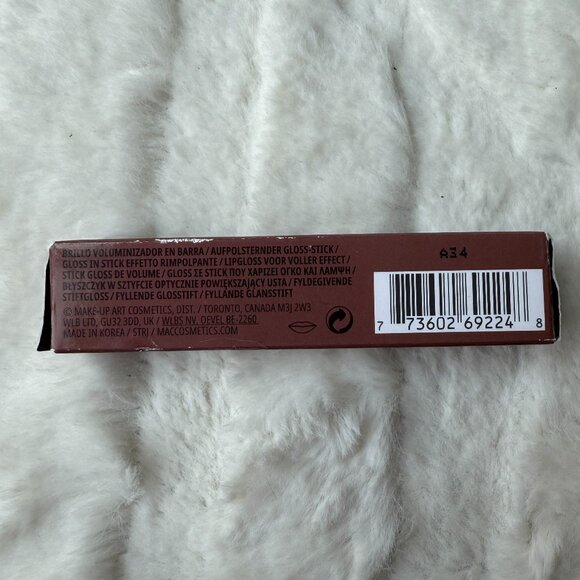 BRILLO VOLUMINIZADOR EN BARRA / AUFPOLSTERNDER GLOSS-STICK /
GLOSS IN STICK EFFETTO RIMPOLPANTE / LIPGLOSS VOOR VOLLER EFFECT /
STICK GLOSS DE VOLUME / GLOSS ΣΕ STICK ΠΟΥ ΧΑΡΙΖΕΙ ΟΓΚΟ ΚΑΙ ΛΑΜΨΗ /
BŁYSZCZYK W SZTYFCIE OPTYCZNIE POWIĘKSZAJĄCY USTA / FYLDEGIVENDE
STIFTGLOSS / FYLLENDE GLOSSTIFT / FYLLANDE GLANSSTIFT
© MAKE-UP ART COSMETICS, DIST. / TORONTO, CANADA M3J 2W3
WLB LTD, GU32 3DD, UK / WLBS NV. OEVEL BE-2260
MADE IN KOREA / STRJ / MACCOSMETICS.COM
AE4
7 73602 69224 8